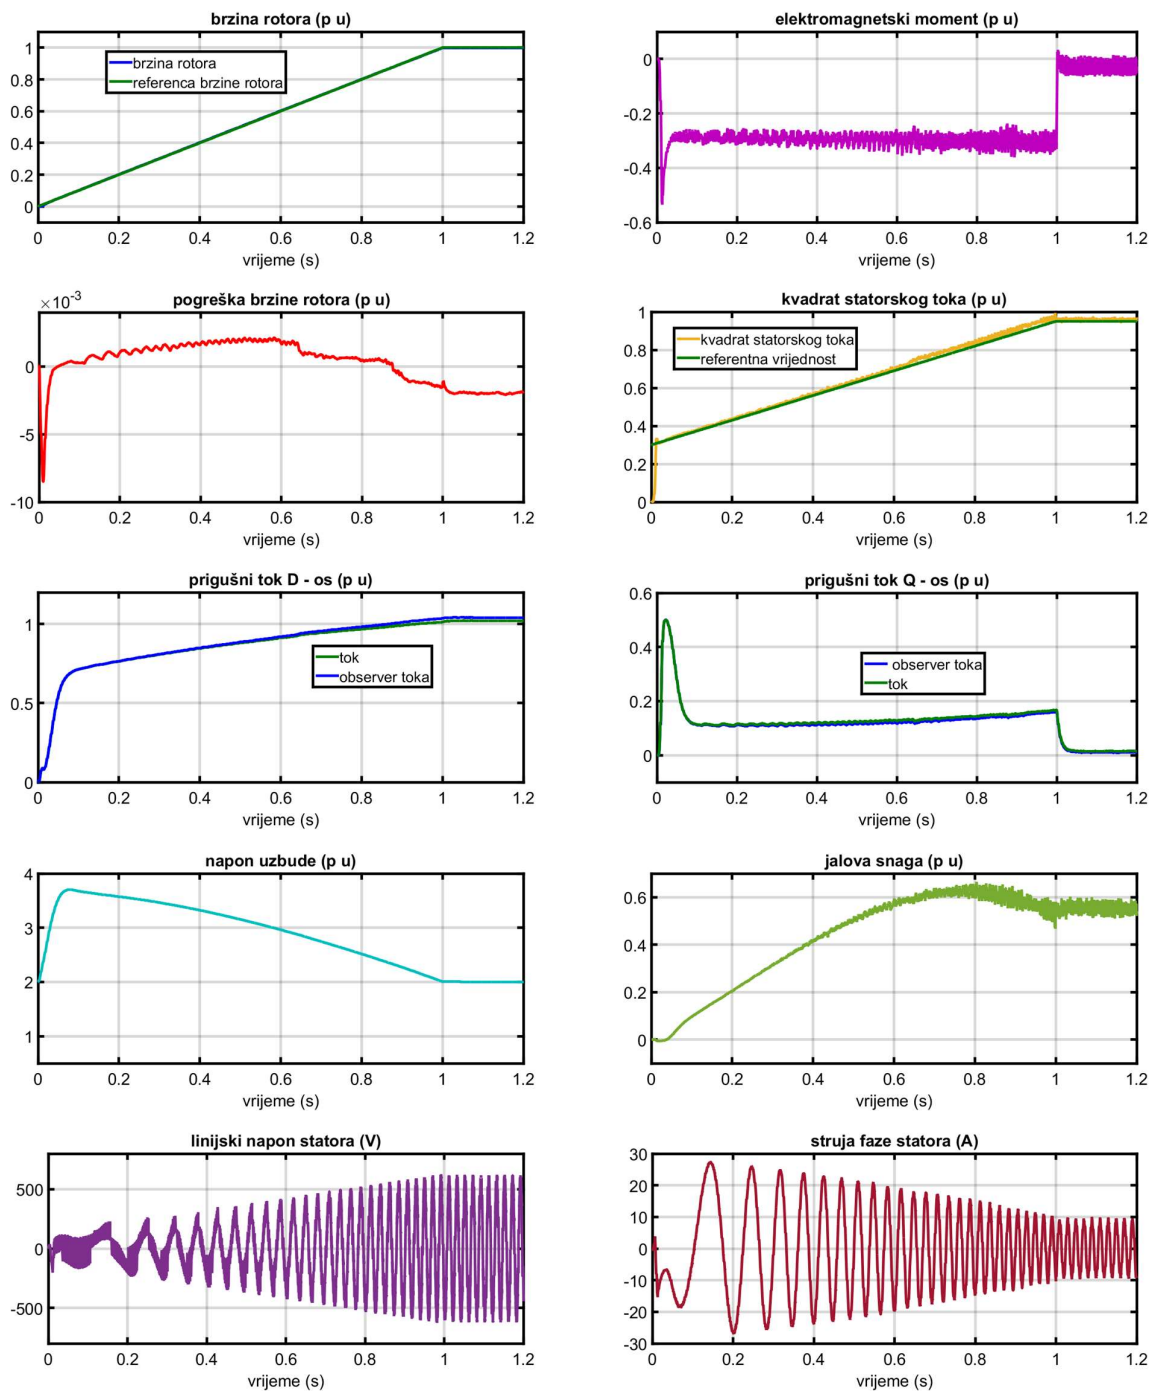 brzina rotora (p u)
1
0.8
0.6
0.4
0.2
0
brzina rotora
referenca brzine rotora
0 0.2 0.4 0.6 0.8 1 1.2
vrijeme (s)
elektromagnetski moment (p u)
0
-0.2
-0.4
-0.6
0 0.2 0.4 0.6 0.8 1 1.2
vrijeme (s)
pogreška brzine rotora (p u)
×10⁻³
0
-5
-10
0 0.2 0.4 0.6 0.8 1 1.2
vrijeme (s)
kvadrat statorskog toka (p u)
1
0.8
0.6
0.4
0.2
0
kvadrat statorskog toka
referentna vrijednost
0 0.2 0.4 0.6 0.8 1 1.2
vrijeme (s)
prigušni tok D - os (p u)
1
0.5
0
tok
observer toka
0 0.2 0.4 0.6 0.8 1 1.2
vrijeme (s)
prigušni tok Q - os (p u)
0.6
0.4
0.2
0
observer toka
tok
0 0.2 0.4 0.6 0.8 1 1.2
vrijeme (s)
napon uzbude (p u)
4
3
2
1
0 0.2 0.4 0.6 0.8 1 1.2
vrijeme (s)
jalova snaga (p u)
0.6
0.4
0.2
0
0 0.2 0.4 0.6 0.8 1 1.2
vrijeme (s)
linijski napon statora (V)
500
0
-500
0 0.2 0.4 0.6 0.8 1 1.2
vrijeme (s)
struja faze statora (A)
30
20
10
0
-10
-20
-30
0 0.2 0.4 0.6 0.8 1 1.2
vrijeme (s)